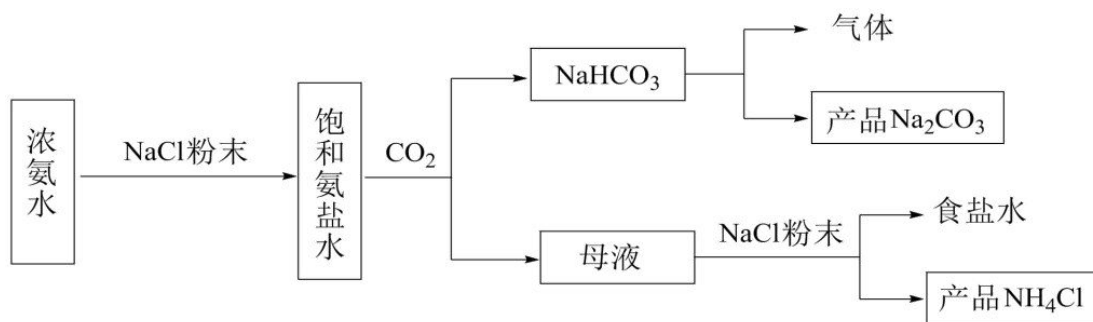 浓氨水
NaCl粉末
饱和氨盐水
CO₂
NaHCO₃
气体
产品Na₂CO₃
母液
NaCl粉末
食盐水
产品NH₄Cl